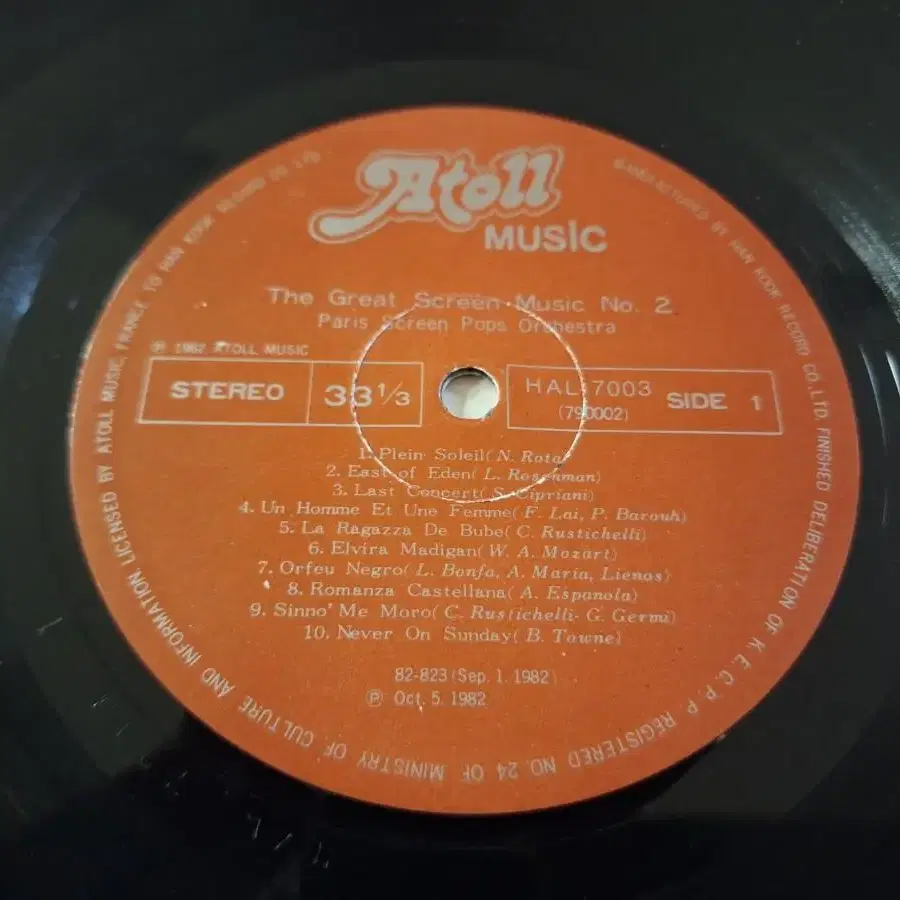 Atoll
MUSIC
The Great Screen Music No. 2
Paris Screen Pops Orchestra
℗ 1982 ATOLL MUSIC
STEREO 33 1/3
HAL-7003
(790002)
SIDE 1
1. Plein Soleil( N. Rota)
2. East of Eden( L. Rosenman)
3. Last Concert( S. Cipriani)
4. Un Homme Et Une Femme( F. Lai, P. Barouh)
5. La Ragazza De Bube( C. Rustichelli)
6. Elvira Madigan( W. A. Mozart)
7. Orfeu Negro( L. Bonfa, A. Maria, Lienos)
8. Romanza Castellana( A. Espanola)
9. Sinno' Me Moro( C. Rustichelli- G. Germi)
10. Never On Sunday( B. Towne)
82-823 (Sep. 1. 1982)
℗ Oct. 5. 1982
MANUFACTURED BY HAN KOOK RECORD CO. LTD. FINISHED DELIBERATION OF K. E. C. P. P. REGISTERED NO. 24 OF MINISTRY OF CULTURE AND INFORMATION, LICENSED BY ATOLL MUSIC, FRANCE, TO HAN KOOK RECORD CO. LTD.